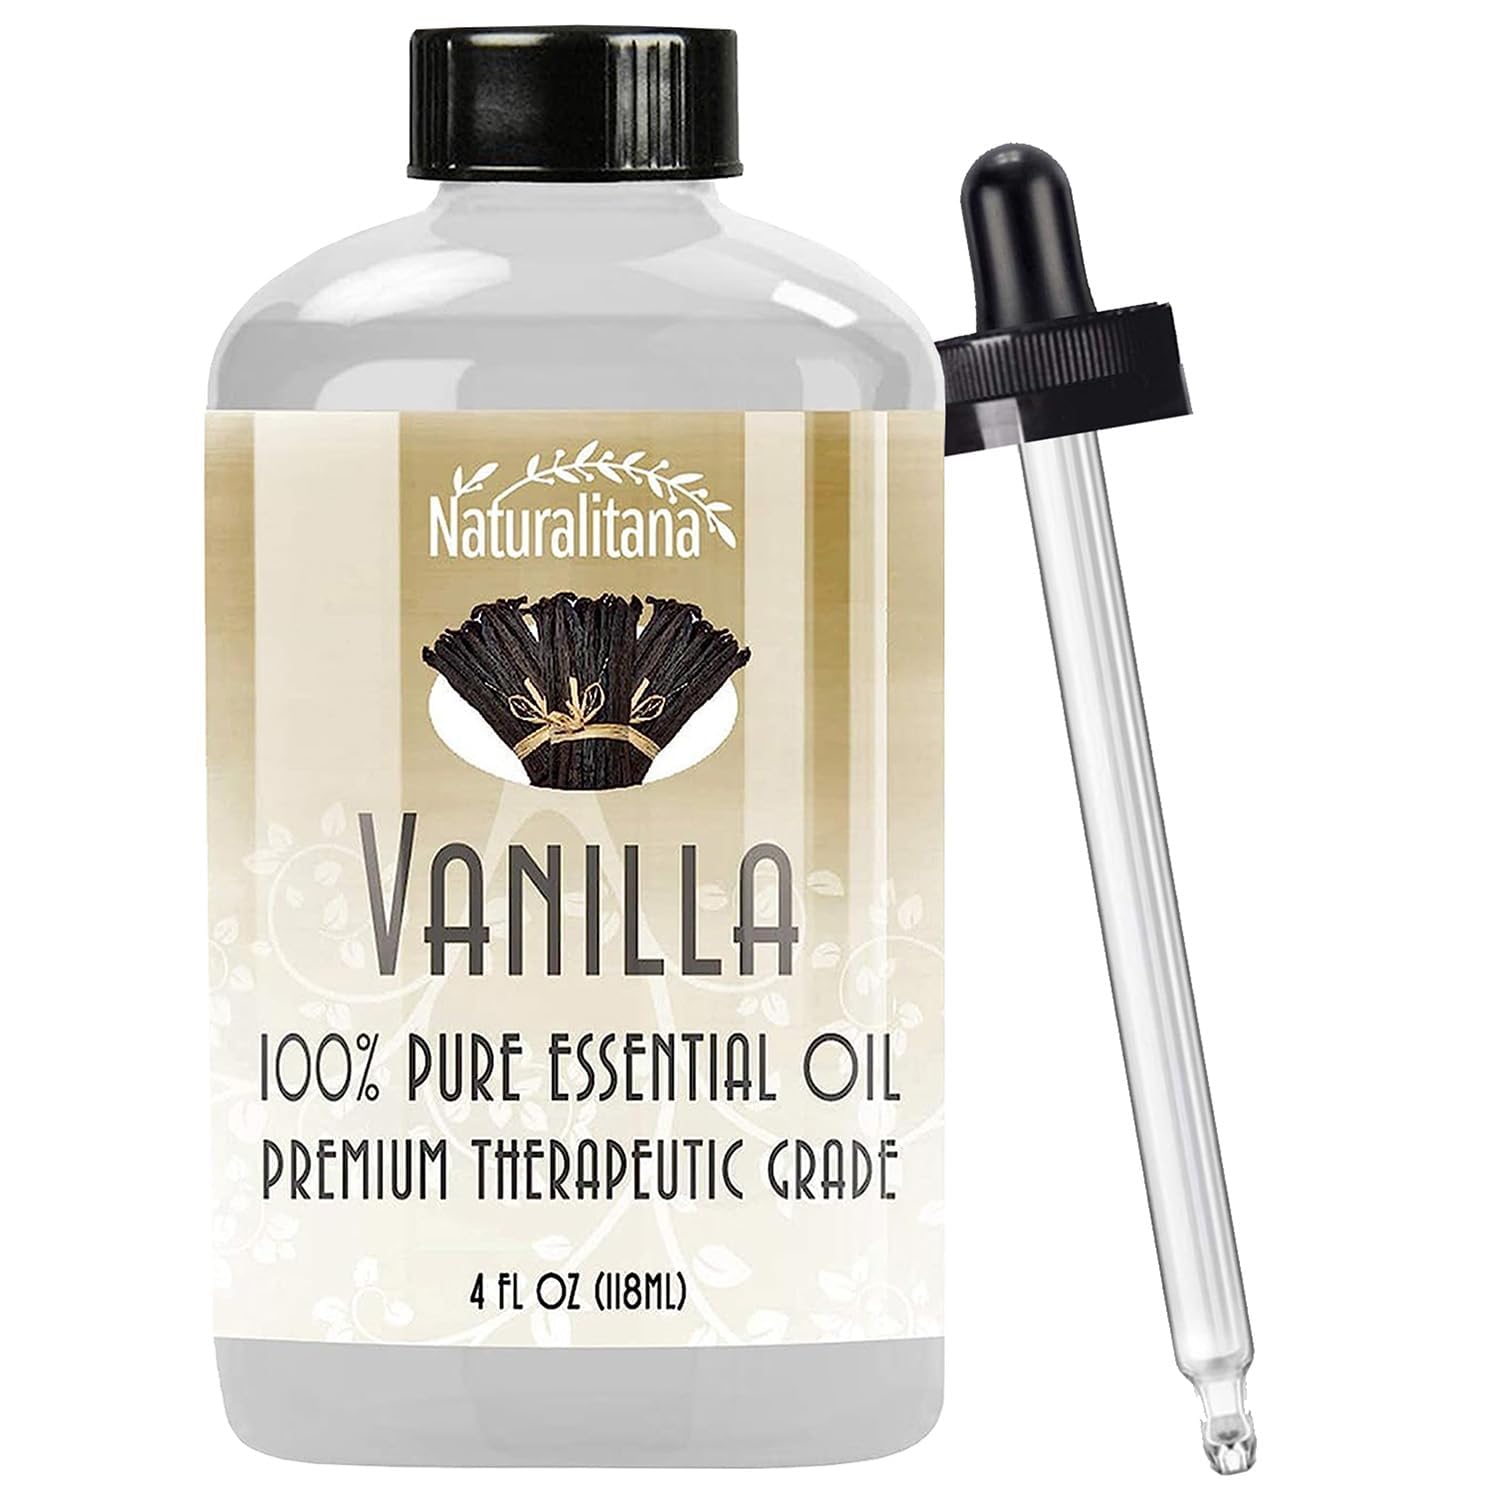 Naturalitana
VANILLA
100% PURE ESSENTIAL OIL
PREMIUM THERAPEUTIC GRADE
4 FL OZ (118ML)